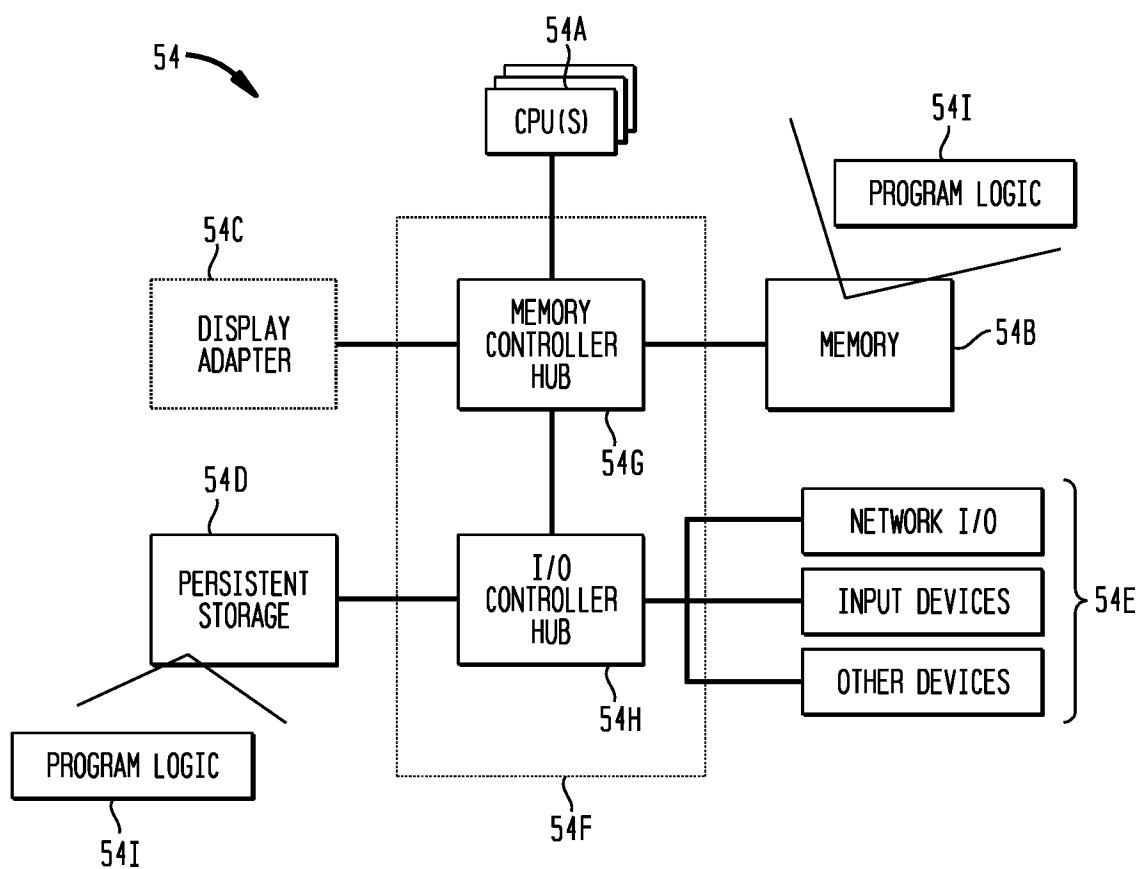 54
54A
CPU(S)
54I
PROGRAM LOGIC
54C
DISPLAY
ADAPTER
MEMORY
CONTROLLER
HUB
MEMORY
54B
54G
54D
PERSISTENT
STORAGE
I/O
CONTROLLER
HUB
NETWORK I/O
INPUT DEVICES
OTHER DEVICES
54E
54H
PROGRAM LOGIC
54I
54F